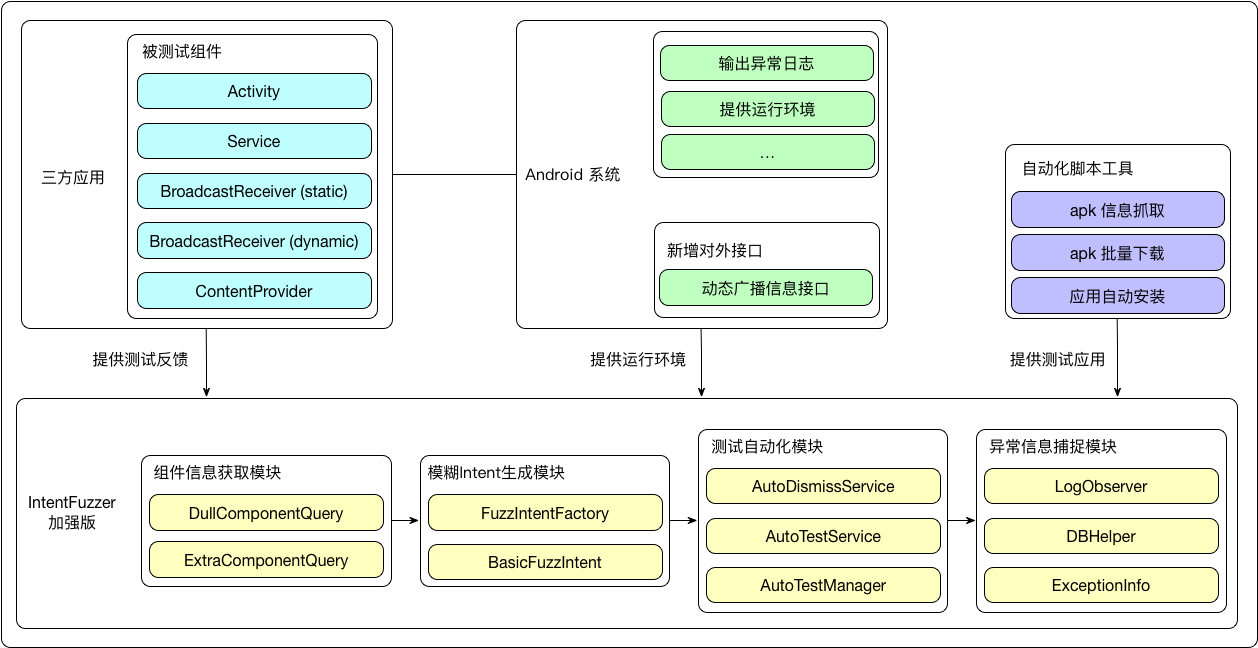 三方应用
被测试组件
Activity
Service
BroadcastReceiver (static)
BroadcastReceiver (dynamic)
ContentProvider
Android 系统
输出异常日志
提供运行环境
...
新增对外接口
动态广播信息接口
自动化脚本工具
apk 信息抓取
apk 批量下载
应用自动安装
提供测试反馈
提供运行环境
提供测试应用
IntentFuzzer
加强版
组件信息获取模块
DullComponentQuery
ExtraComponentQuery
模糊Intent生成模块
FuzzIntentFactory
BasicFuzzIntent
测试自动化模块
AutoDismissService
AutoTestService
AutoTestManager
异常信息捕捉模块
LogObserver
DBHelper
ExceptionInfo